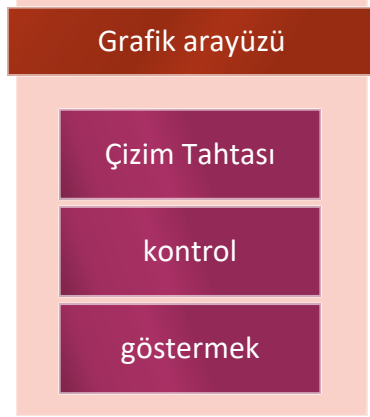 Grafik arayüzü
Çizim Tahtası
kontrol
göstermek